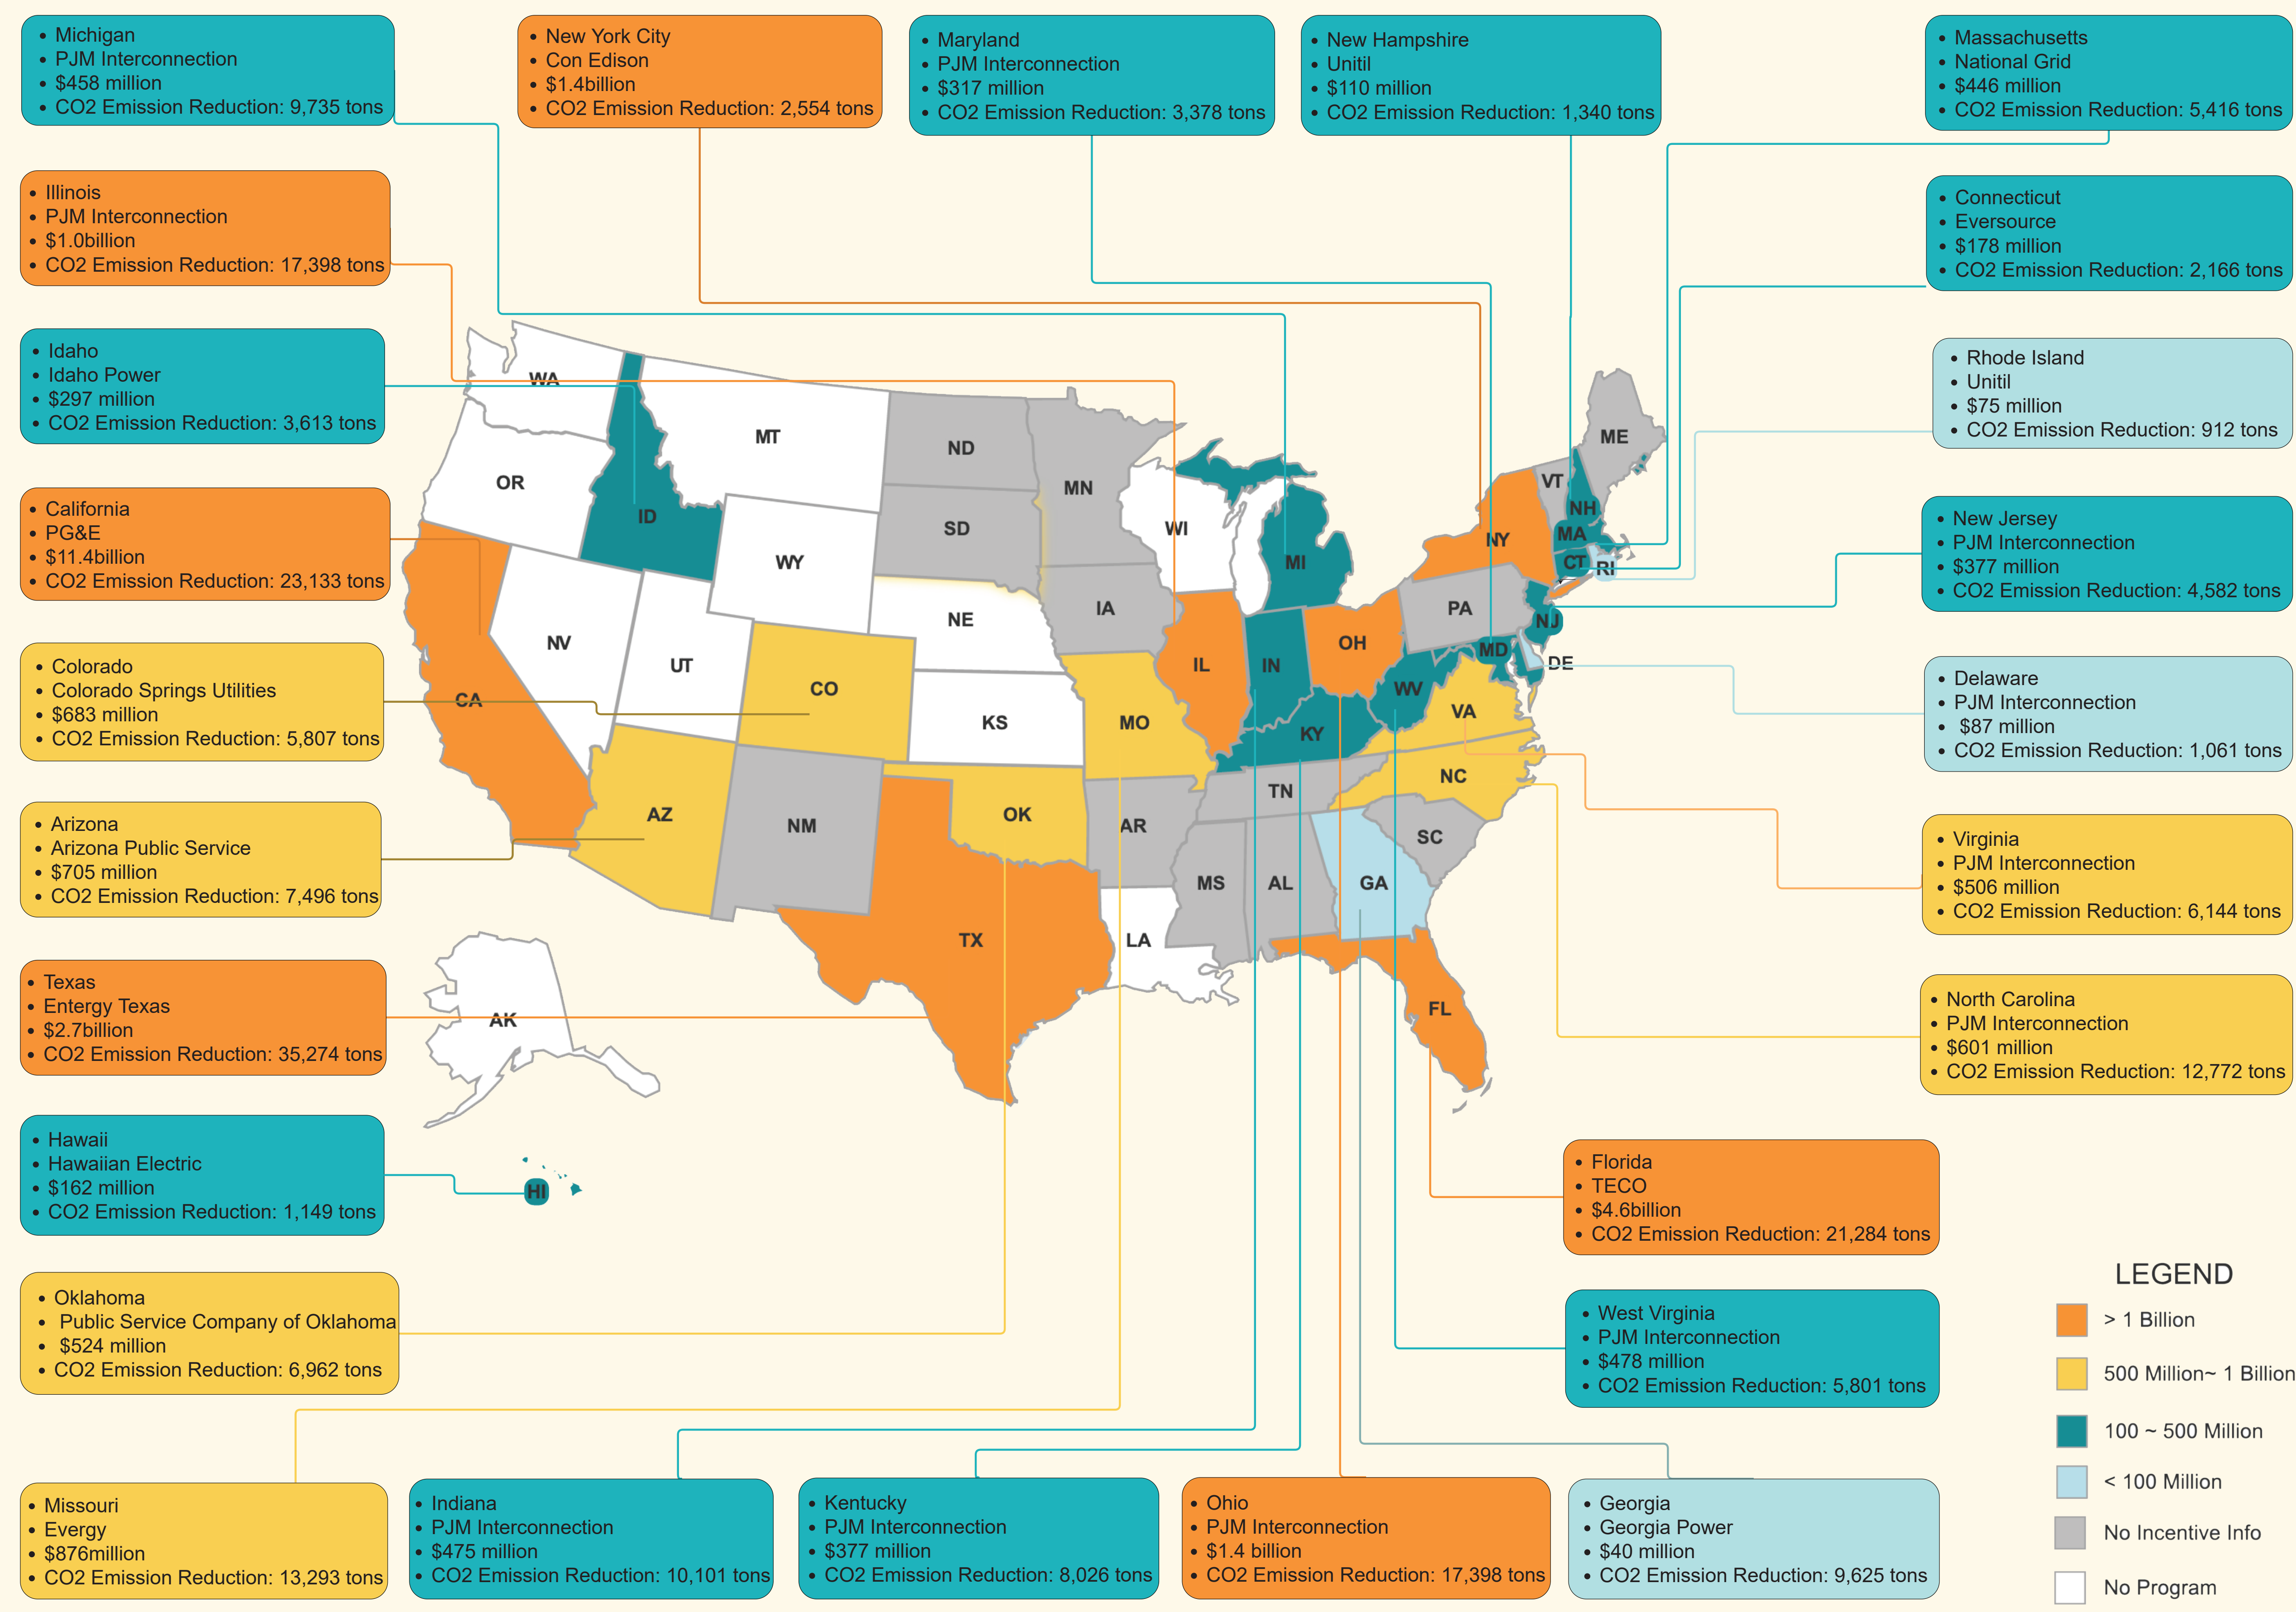 Michigan
PJM Interconnection
$458 million
CO2 Emission Reduction: 9,735 tons
New York City
Con Edison
$1.4billion
CO2 Emission Reduction: 2,554 tons
Maryland
PJM Interconnection
$317 million
CO2 Emission Reduction: 3,378 tons
New Hampshire
Unitil
$110 million
CO2 Emission Reduction: 1,340 tons
Massachusetts
National Grid
$446 million
CO2 Emission Reduction: 5,416 tons
Illinois
PJM Interconnection
$1.0billion
CO2 Emission Reduction: 17,398 tons
Connecticut
Eversource
$178 million
CO2 Emission Reduction: 2,166 tons
Idaho
Idaho Power
$297 million
CO2 Emission Reduction: 3,613 tons
Rhode Island
Unitil
$75 million
CO2 Emission Reduction: 912 tons
California
PG&E
$11.4billion
CO2 Emission Reduction: 23,133 tons
New Jersey
PJM Interconnection
$377 million
CO2 Emission Reduction: 4,582 tons
Colorado
Colorado Springs Utilities
$683 million
CO2 Emission Reduction: 5,807 tons
Delaware
PJM Interconnection
$87 million
CO2 Emission Reduction: 1,061 tons
Arizona
Arizona Public Service
$705 million
CO2 Emission Reduction: 7,496 tons
Virginia
PJM Interconnection
$506 million
CO2 Emission Reduction: 6,144 tons
Texas
Entergy Texas
$2.7billion
CO2 Emission Reduction: 35,274 tons
North Carolina
PJM Interconnection
$601 million
CO2 Emission Reduction: 12,772 tons
Hawaii
Hawaiian Electric
$162 million
CO2 Emission Reduction: 1,149 tons
Florida
TECO
$4.6billion
CO2 Emission Reduction: 21,284 tons
Oklahoma
Public Service Company of Oklahoma
$524 million
CO2 Emission Reduction: 6,962 tons
West Virginia
PJM Interconnection
$478 million
CO2 Emission Reduction: 5,801 tons
Missouri
Evergy
$876million
CO2 Emission Reduction: 13,293 tons
Indiana
PJM Interconnection
$475 million
CO2 Emission Reduction: 10,101 tons
Kentucky
PJM Interconnection
$377 million
CO2 Emission Reduction: 8,026 tons
Ohio
PJM Interconnection
$1.4 billion
CO2 Emission Reduction: 17,398 tons
Georgia
Georgia Power
$40 million
CO2 Emission Reduction: 9,625 tons
WA
MT
ND
MN
ME
OR
ID
SD
WI
VT
NH
MA
WY
MI
NY
CT
RI
NE
IA
PA
NJ
NV
UT
IL
IN
OH
MD
DE
CA
CO
KS
MO
KY
WV
VA
AZ
NM
OK
AR
TN
NC
SC
MS
AL
GA
TX
LA
FL
AK
HI
LEGEND
> 1 Billion
500 Million~ 1 Billion
100 ~ 500 Million
< 100 Million
No Incentive Info
No Program